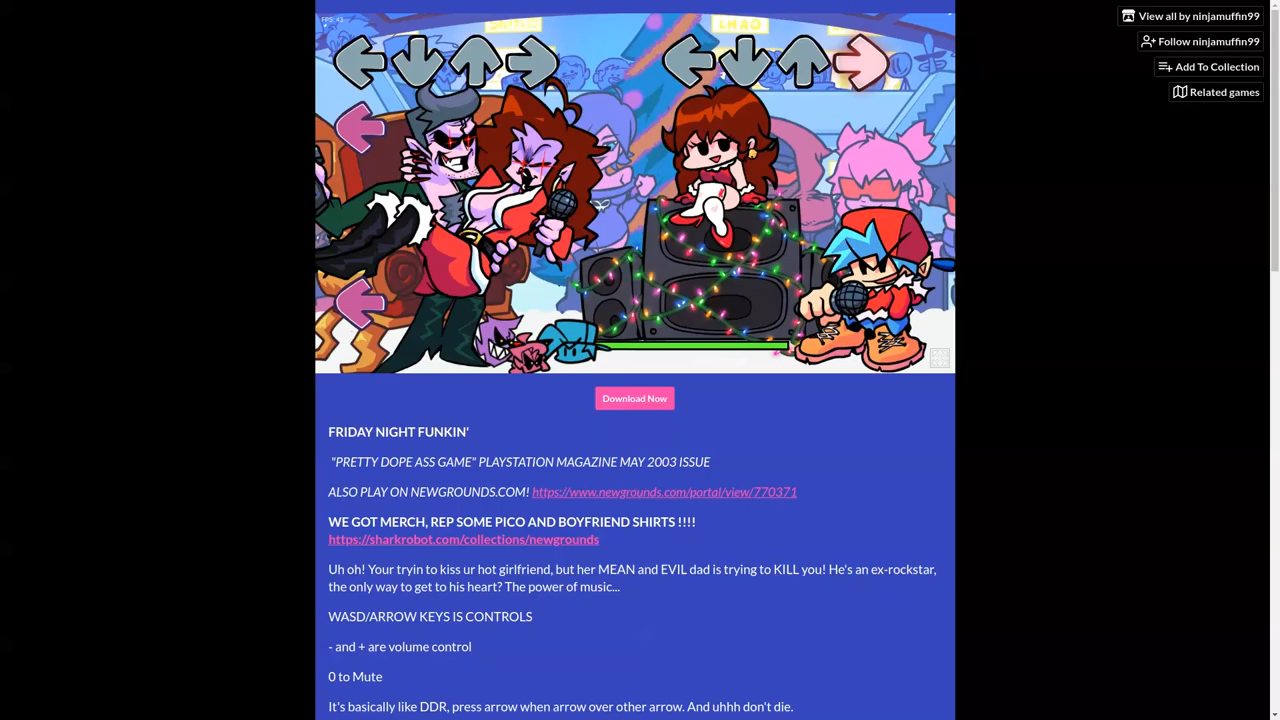 FPS: 43
LMAO
View all by ninjamuffin99
Follow ninjamuffin99
Add To Collection
Related games
Download Now
FRIDAY NIGHT FUNKIN'
"PRETTY DOPE ASS GAME" PLAYSTATION MAGAZINE MAY 2003 ISSUE
ALSO PLAY ON NEWGROUNDS.COM! https://www.newgrounds.com/portal/view/770371
WE GOT MERCH, REP SOME PICO AND BOYFRIEND SHIRTS !!!!
https://sharkrobot.com/collections/newgrounds
Uh oh! Your tryin to kiss ur hot girlfriend, but her MEAN and EVIL dad is trying to KILL you! He's an ex-rockstar,
the only way to get to his heart? The power of music...
WASD/ARROW KEYS IS CONTROLS
- and + are volume control
0 to Mute
It's basically like DDR, press arrow when arrow over other arrow. And uhhh don't die.